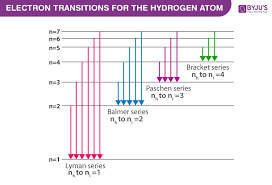 ELECTRON TRANSITIONS FOR THE HYDROGEN ATOM
BYJU'S
n=7
n=6
n=5
n=4
n=3
n=2
n=1
Bracket series
nh to nl=4
Paschen series
nh to nl=3
Balmer series
nh to nl=2
Lyman series
nh to nl=1